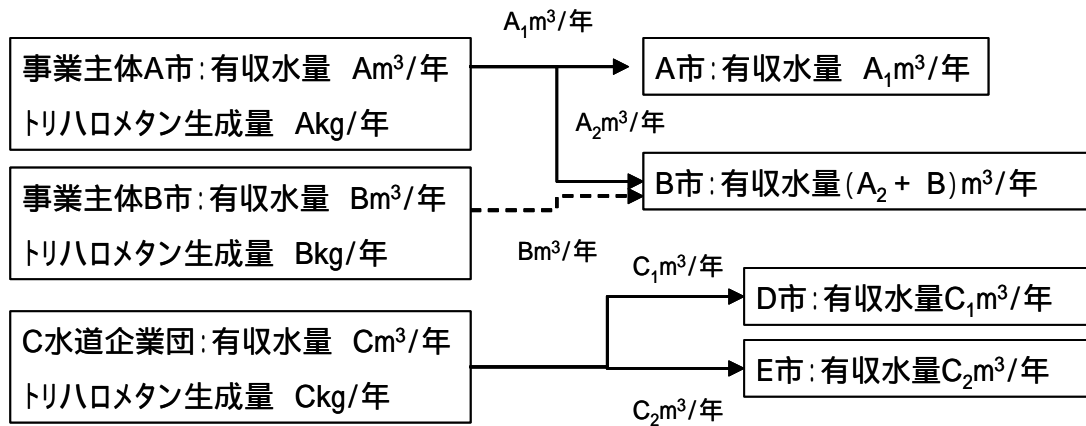 A₁m³/年
事業主体A市：有収水量 Am³/年
トリハロメタン生成量 Akg/年
A市：有収水量 A₁m³/年
A₂m³/年
事業主体B市：有収水量 Bm³/年
トリハロメタン生成量 Bkg/年
B市：有収水量(A₂ + B)m³/年
Bm³/年
C₁m³/年
C水道企業団：有収水量 Cm³/年
トリハロメタン生成量 Ckg/年
D市：有収水量C₁m³/年
E市：有収水量C₂m³/年
C₂m³/年